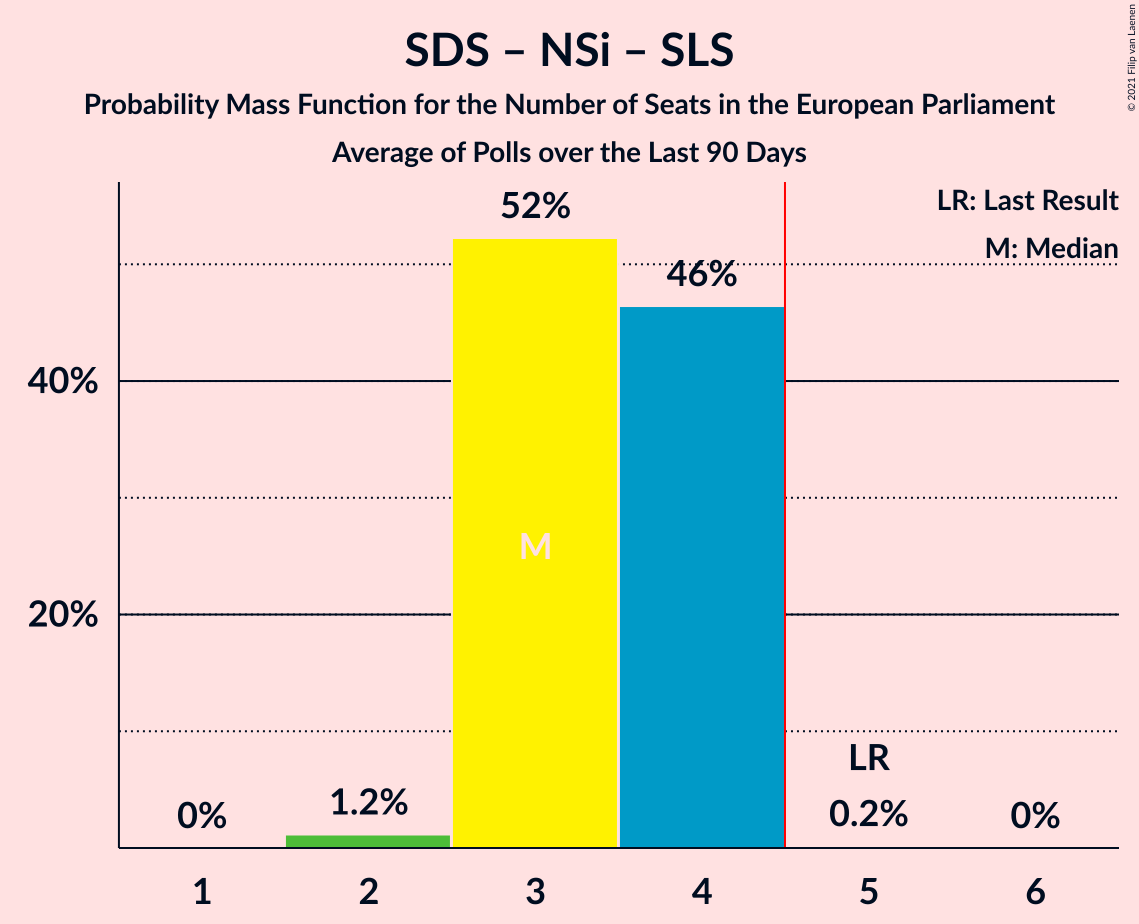 SDS – NSi – SLS
Probability Mass Function for the Number of Seats in the European Parliament
Average of Polls over the Last 90 Days
© 2021 Filip van Laenen
LR: Last Result
M: Median
52%
46%
40%
M
20%
LR
0%
1.2%
0.2%
0%
1 2 3 4 5 6